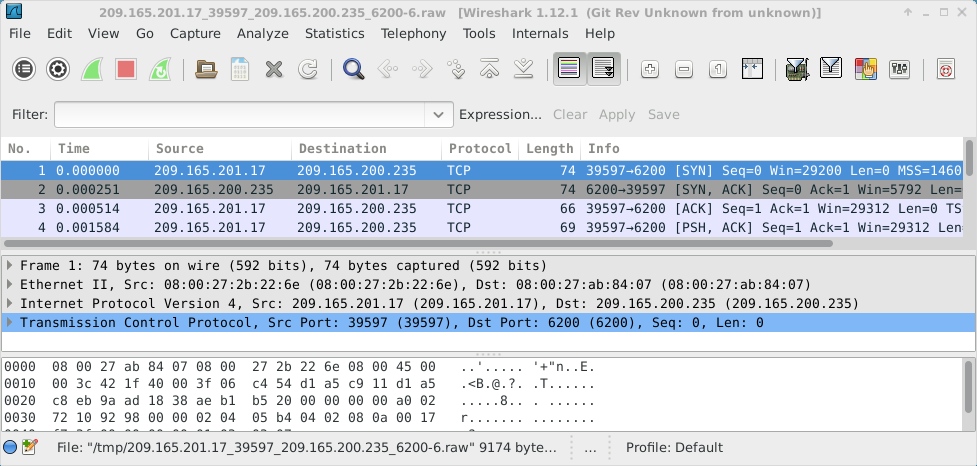 209.165.201.17_39597_209.165.200.235_6200-6.raw [Wireshark 1.12.1 (Git Rev Unknown from unknown)]
File Edit View Go Capture Analyze Statistics Telephony Tools Internals Help
Filter: Expression... Clear Apply Save
No. Time Source Destination Protocol Length Info
1 0.000000 209.165.201.17 209.165.200.235 TCP 74 39597→6200 [SYN] Seq=0 Win=29200 Len=0 MSS=1460
2 0.000251 209.165.200.235 209.165.201.17 TCP 74 6200→39597 [SYN, ACK] Seq=0 Ack=1 Win=5792 Len=
3 0.000514 209.165.201.17 209.165.200.235 TCP 66 39597→6200 [ACK] Seq=1 Ack=1 Win=29312 Len=0 TS
4 0.001584 209.165.201.17 209.165.200.235 TCP 69 39597→6200 [PSH, ACK] Seq=1 Ack=1 Win=29312 Len
Frame 1: 74 bytes on wire (592 bits), 74 bytes captured (592 bits)
Ethernet II, Src: 08:00:27:2b:22:6e (08:00:27:2b:22:6e), Dst: 08:00:27:ab:84:07 (08:00:27:ab:84:07)
Internet Protocol Version 4, Src: 209.165.201.17 (209.165.201.17), Dst: 209.165.200.235 (209.165.200.235)
Transmission Control Protocol, Src Port: 39597 (39597), Dst Port: 6200 (6200), Seq: 0, Len: 0
0000 08 00 27 ab 84 07 08 00 27 2b 22 6e 08 00 45 00 ..'..... '+"n..E.
0010 00 3c 42 1f 40 00 3f 06 c4 54 d1 a5 c9 11 d1 a5 .<B.@.?. .T......
0020 c8 eb 9a ad 18 38 ae b1 b5 20 00 00 00 00 a0 02 .....8.. . ......
0030 72 10 92 98 00 00 02 04 05 b4 04 02 08 0a 00 17 r....... ........
File: "/tmp/209.165.201.17_39597_209.165.200.235_6200-6.raw" 9174 byte... ... Profile: Default